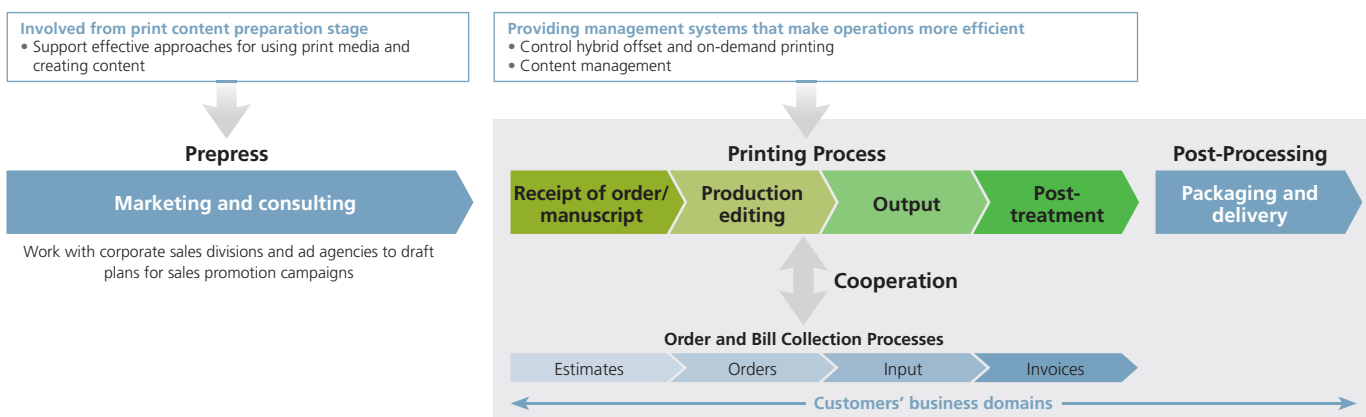 Involved from print content preparation stage
• Support effective approaches for using print media and
creating content
Providing management systems that make operations more efficient
• Control hybrid offset and on-demand printing
• Content management
Prepress
Marketing and consulting
Work with corporate sales divisions and ad agencies to draft
plans for sales promotion campaigns
Printing Process
Receipt of order/
manuscript
Production
editing
Output
Post-
treatment
Post-Processing
Packaging and
delivery
Cooperation
Order and Bill Collection Processes
Estimates
Orders
Input
Invoices
Customers’ business domains